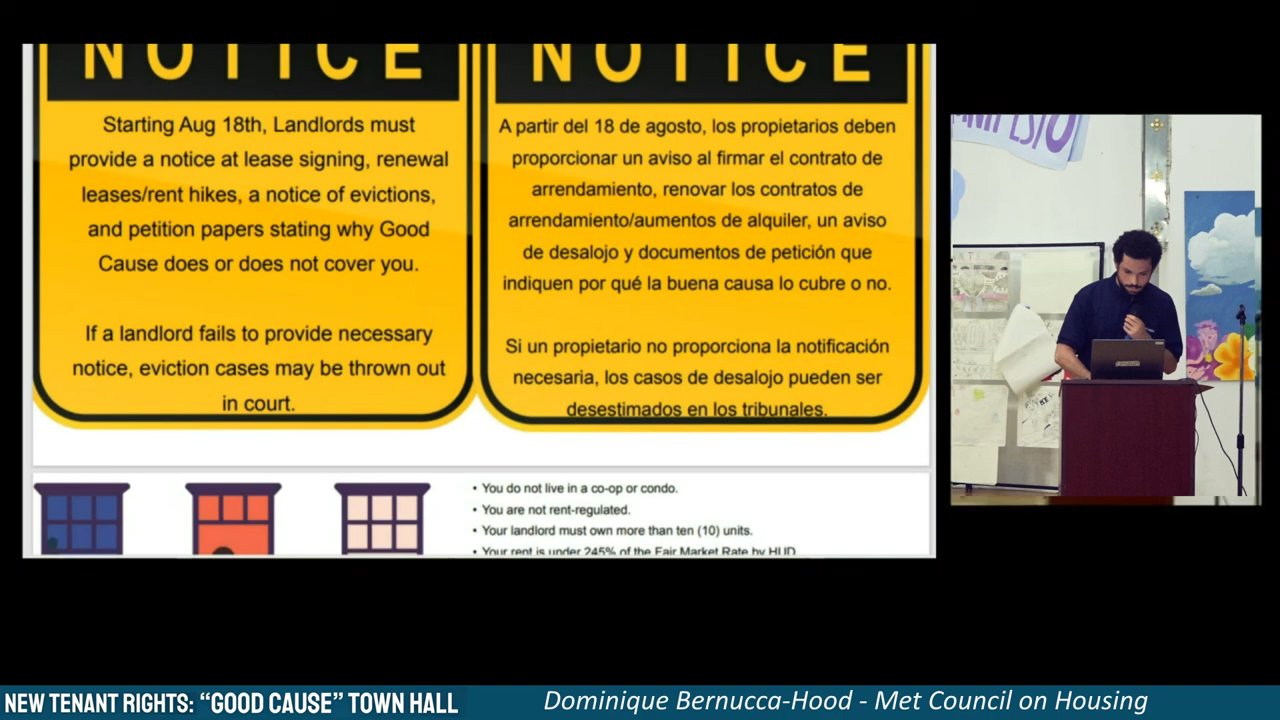 NOTICE
Starting Aug 18th, Landlords must
provide a notice at lease signing, renewal
leases/rent hikes, a notice of evictions,
and petition papers stating why Good
Cause does or does not cover you.
If a landlord fails to provide necessary
notice, eviction cases may be thrown out
in court.
NOTICE
A partir del 18 de agosto, los propietarios deben
proporcionar un aviso al firmar el contrato de
arrendamiento, renovar los contratos de
arrendamiento/aumentos de alquiler, un aviso
de desalojo y documentos de petición que
indiquen por qué la buena causa lo cubre o no.
Si un propietario no proporciona la notificación
necesaria, los casos de desalojo pueden ser
desestimados en los tribunales.
• You do not live in a co-op or condo.
• You are not rent-regulated.
• Your landlord must own more than ten (10) units.
• Your rent is under 245% of the Fair Market Rate by HUD
NEW TENANT RIGHTS: “GOOD CAUSE” TOWN HALL
Dominique Bernucca-Hood - Met Council on Housing